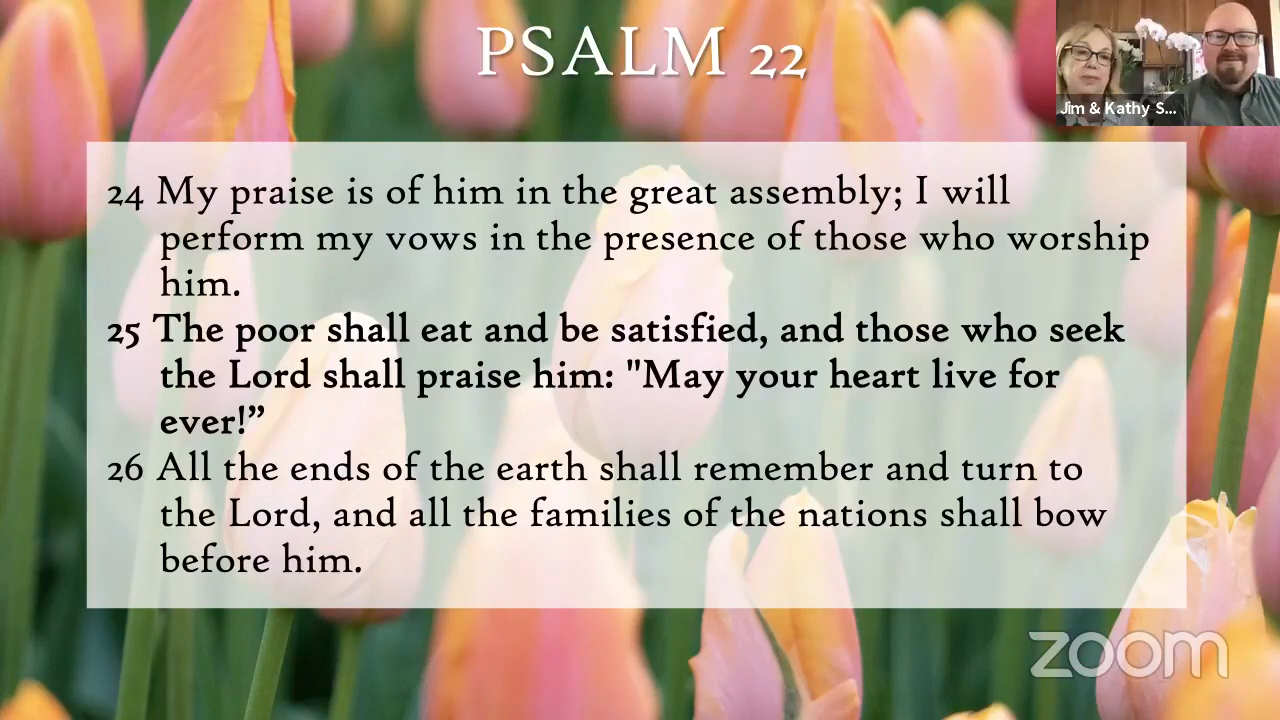 PSALM 22
Jim & Kathy S...
24 My praise is of him in the great assembly; I will
perform my vows in the presence of those who worship
him.
25 The poor shall eat and be satisfied, and those who seek
the Lord shall praise him: "May your heart live for
ever!”
26 All the ends of the earth shall remember and turn to
the Lord, and all the families of the nations shall bow
before him.
zoom